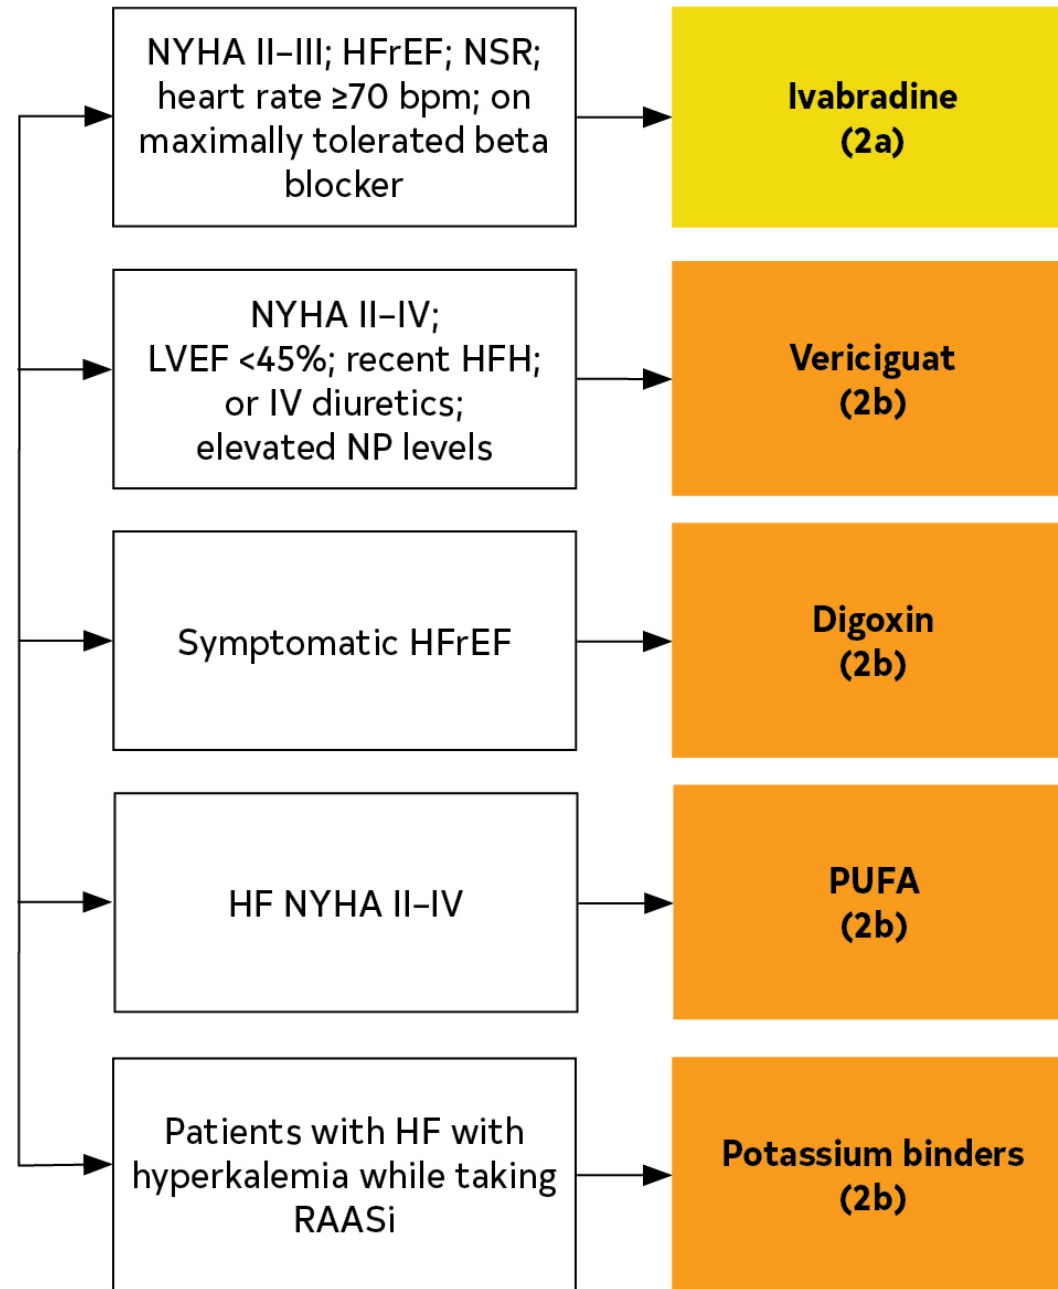 NYHA II–III; HFrEF; NSR;
heart rate ≥70 bpm; on
maximally tolerated beta
blocker
Ivabradine
(2a)
NYHA II–IV;
LVEF <45%; recent HFH;
or IV diuretics;
elevated NP levels
Vericiguat
(2b)
Symptomatic HFrEF
Digoxin
(2b)
HF NYHA II–IV
PUFA
(2b)
Patients with HF with
hyperkalemia while taking
RAASi
Potassium binders
(2b)